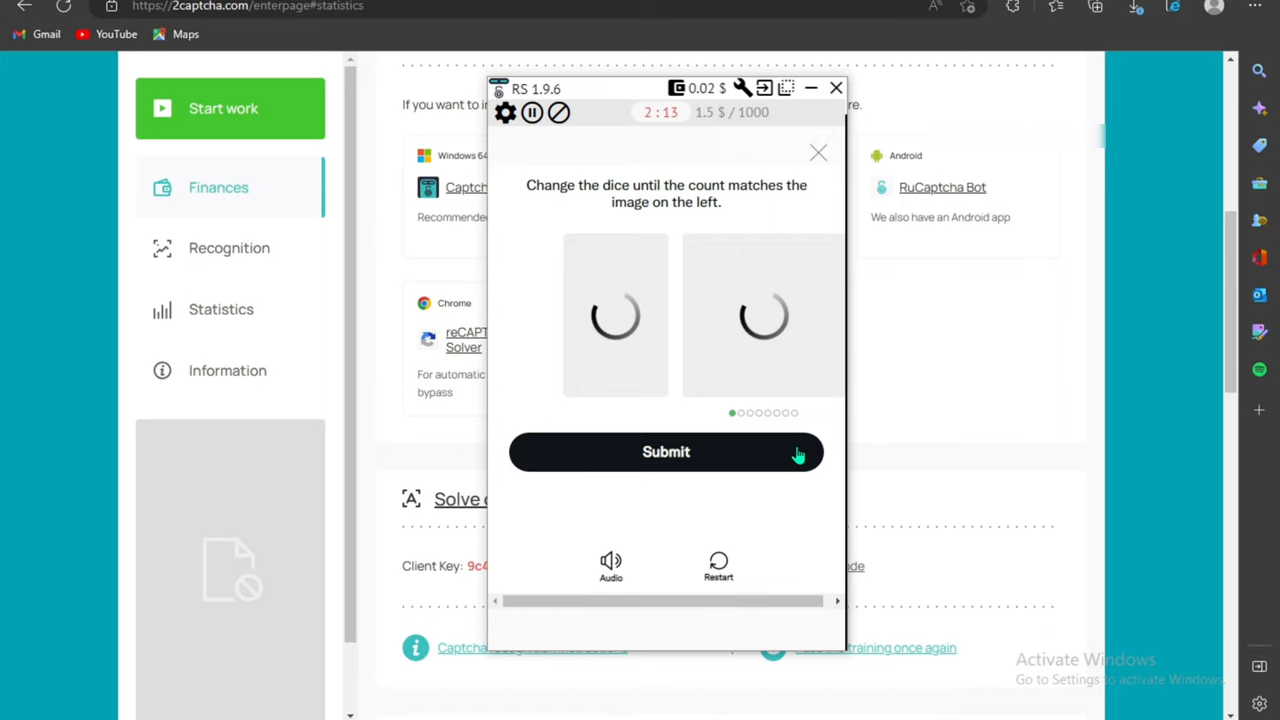 https://2captcha.com/enterpage#statistics
Gmail
YouTube
Maps
RS 1.9.6
0.02 $
Start work
If you want to
re.
2 : 13
1.5 $ / 1000
Windows 64
Android
Captch
RuCaptcha Bot
Recommende
We also have an Android app
Finances
Change the dice until the count matches the
image on the left.
Recognition
Chrome
Statistics
reCAPT
Solver
For automatic
bypass
Information
Submit
Solve
Client Key: 9c4
ode
Audio
Restart
Captcha
training once again
Activate Windows
Go to Settings to activate Windows.